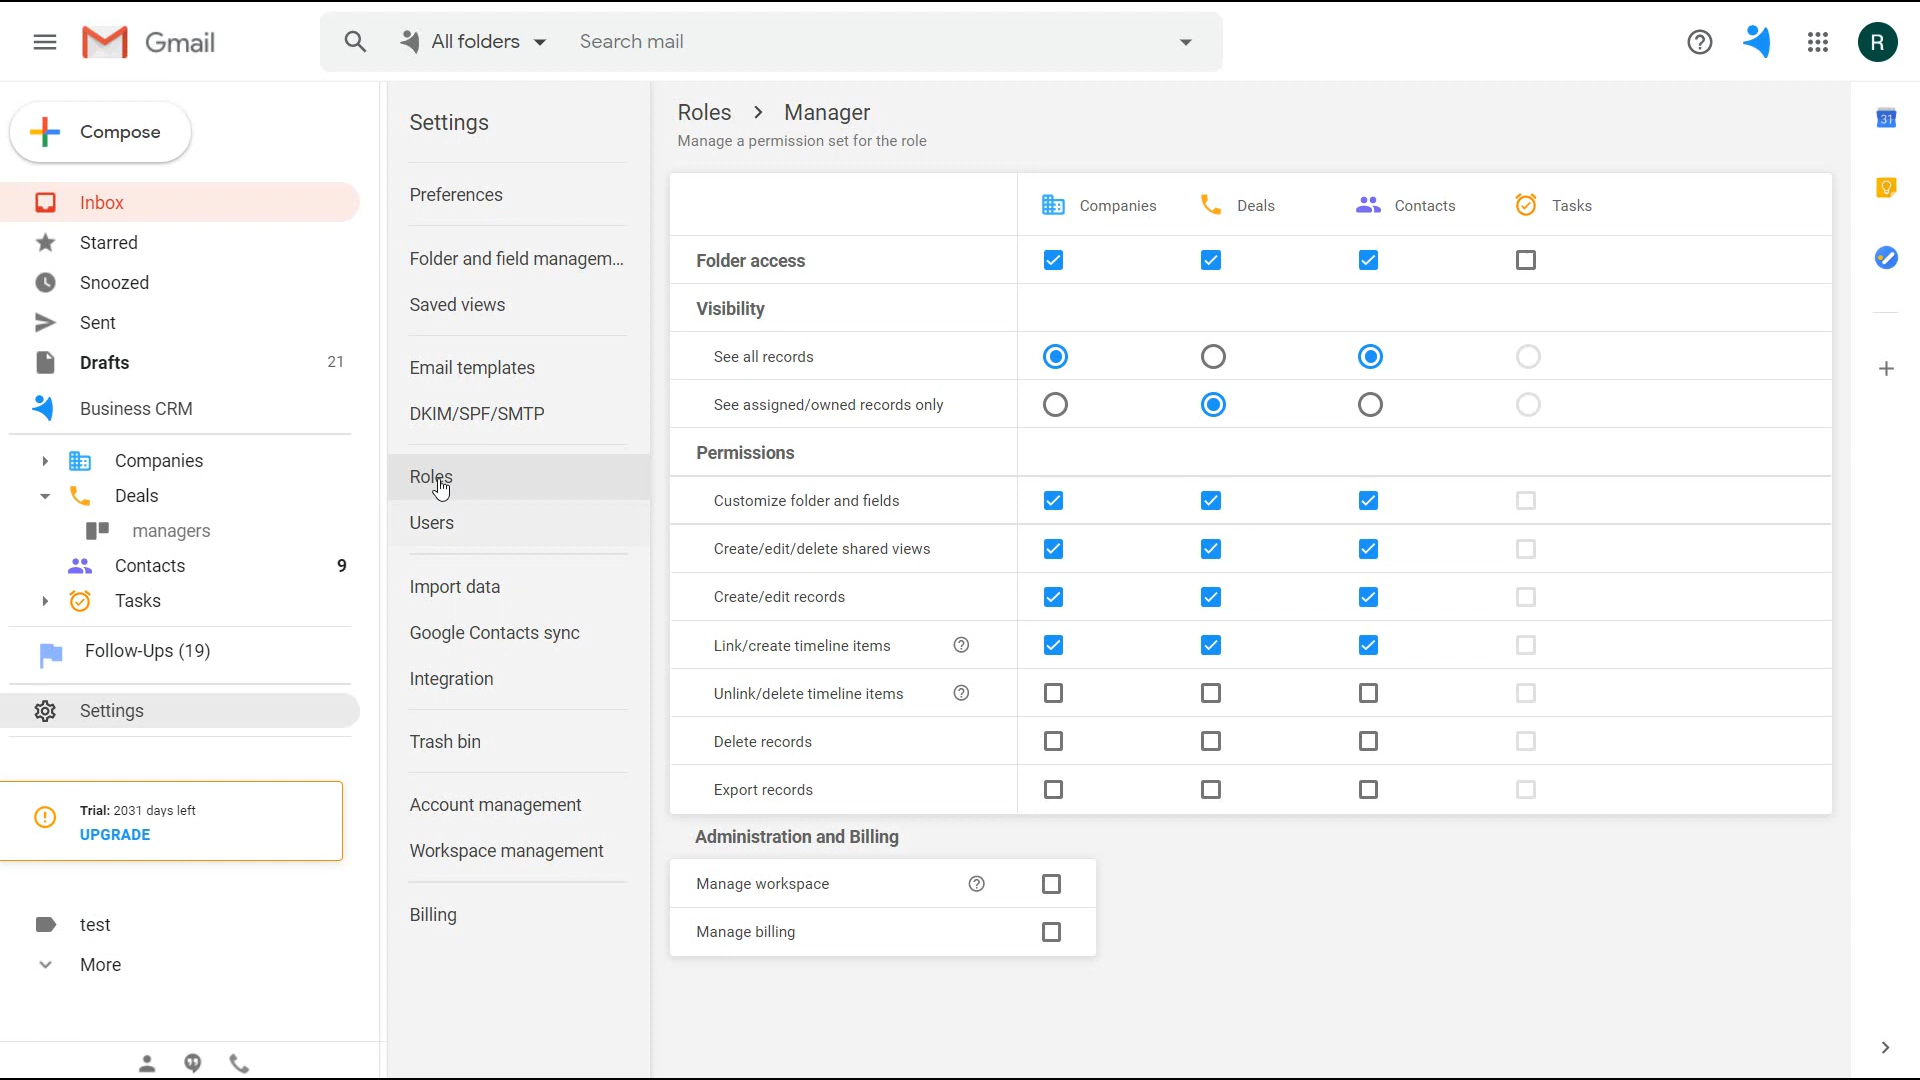 Gmail
All folders
Search mail
R
Compose
Inbox
Starred
Snoozed
Sent
Drafts 21
Business CRM
Companies
Deals
managers
Contacts 9
Tasks
Follow-Ups (19)
Settings
Trial: 2031 days left
UPGRADE
test
More
Settings
Preferences
Folder and field managem...
Saved views
Email templates
DKIM/SPF/SMTP
Roles
Users
Import data
Google Contacts sync
Integration
Trash bin
Account management
Workspace management
Billing
Roles > Manager
Manage a permission set for the role
Companies Deals Contacts Tasks
Folder access
Visibility
See all records
See assigned/owned records only
Permissions
Customize folder and fields
Create/edit/delete shared views
Create/edit records
Link/create timeline items
Unlink/delete timeline items
Delete records
Export records
Administration and Billing
Manage workspace
Manage billing
31